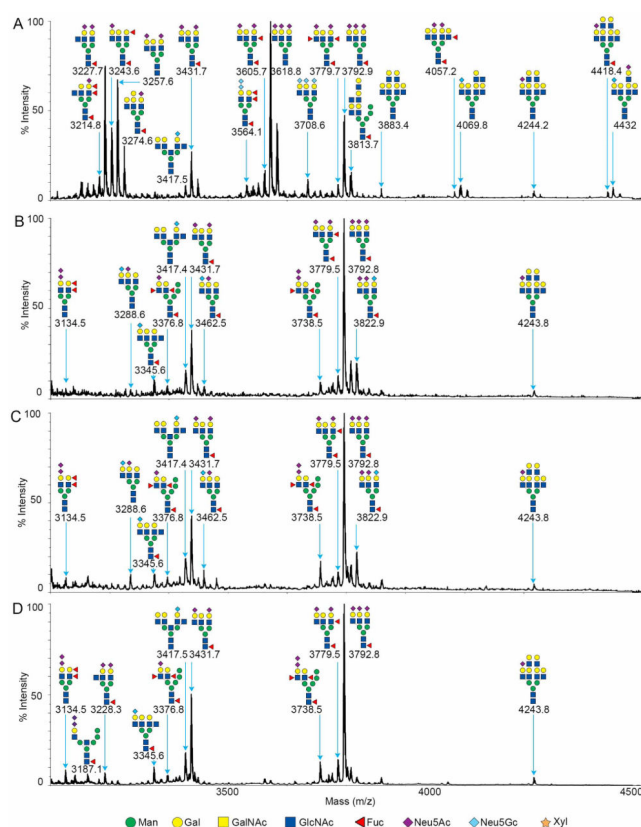 A
100
50
0
% Intensity
3227.7 3243.6 3431.7 3605.7 3618.8 3779.7 3792.9 4057.2 4418.4
3257.6
3214.8 3274.6 3564.1 3708.6 3883.4 4069.8 4244.2 4432
3417.5 3813.7
B
100
50
0
% Intensity
3417.4 3431.7 3779.5 3792.8
3134.5 3288.6 3376.8 3462.5 3738.5 3822.9 4243.8
3345.6
C
100
50
0
% Intensity
3417.4 3431.7 3779.5 3792.8
3134.5 3288.6 3376.8 3462.5 3738.5 3822.9 4243.8
3345.6
D
100
50
0
% Intensity
3417.5 3431.7 3779.5 3792.8
3134.5 3228.3 3376.8 3738.5 4243.8
3187.1 3345.6
3500 4000 4500
Mass (m/z)
Man Gal GalNAc GlcNAc Fuc Neu5Ac Neu5Gc Xyl